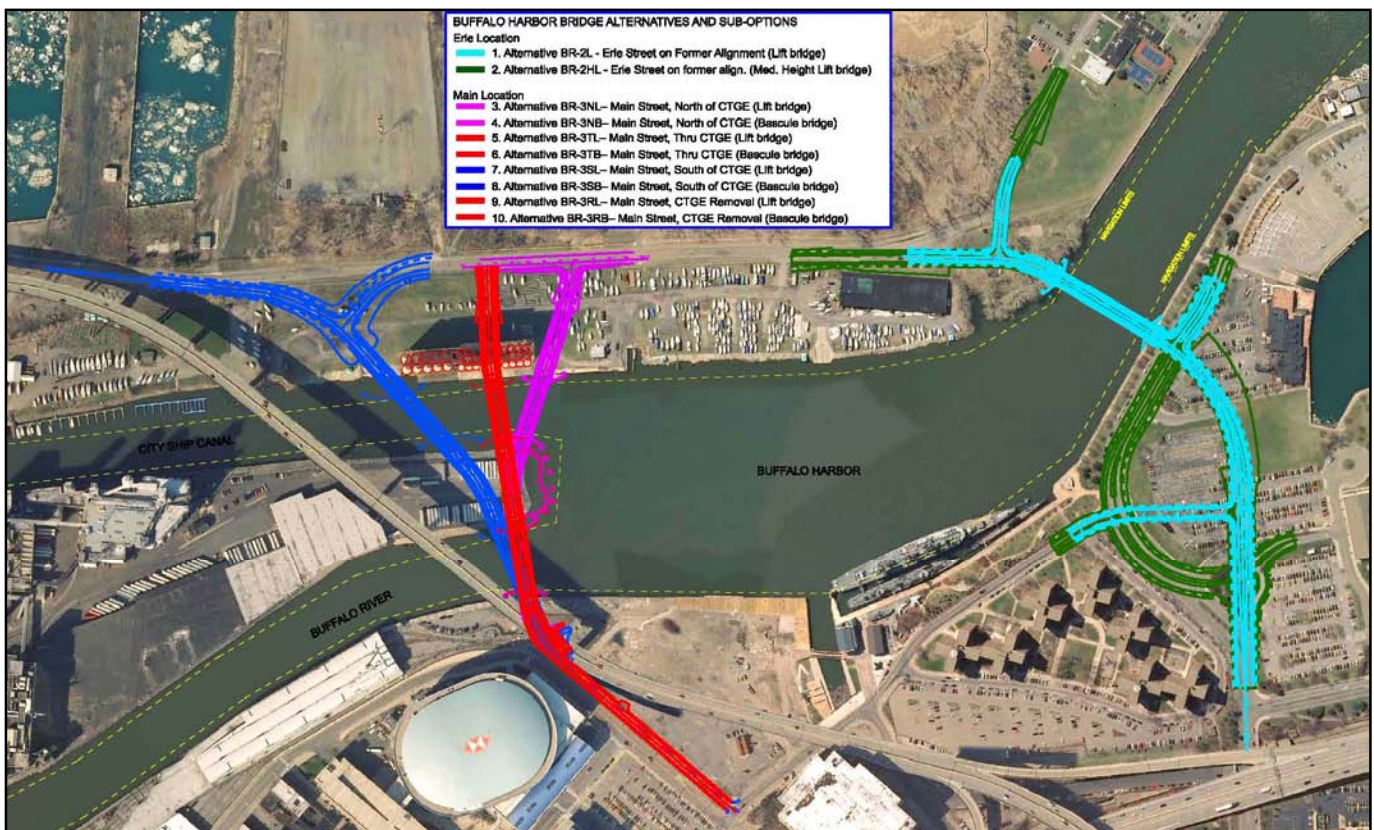 BUFFALO HARBOR BRIDGE ALTERNATIVES AND SUB-OPTIONS
Erie Location
1. Alternative BR-2L - Erie Street on Former Alignment (Lift bridge)
2. Alternative BR-2HL - Erie Street on former align. (Med. Height Lift bridge)
Main Location
3. Alternative BR-3NL– Main Street, North of CTGE (Lift bridge)
4. Alternative BR-3NB– Main Street, North of CTGE (Bascule bridge)
5. Alternative BR-3TL– Main Street, Thru CTGE (Lift bridge)
6. Alternative BR-3TB– Main Street, Thru CTGE (Bascule bridge)
7. Alternative BR-3SL– Main Street, South of CTGE (Lift bridge)
8. Alternative BR-3SB– Main Street, South of CTGE (Bascule bridge)
9. Alternative BR-3RL– Main Street, CTGE Removal (Lift bridge)
10. Alternative BR-3RB– Main Street, CTGE Removal (Bascule bridge)
NAVIGATION LIMITS
NAVIGATION LIMITS
CITY SHIP CANAL
BUFFALO HARBOR
BUFFALO RIVER